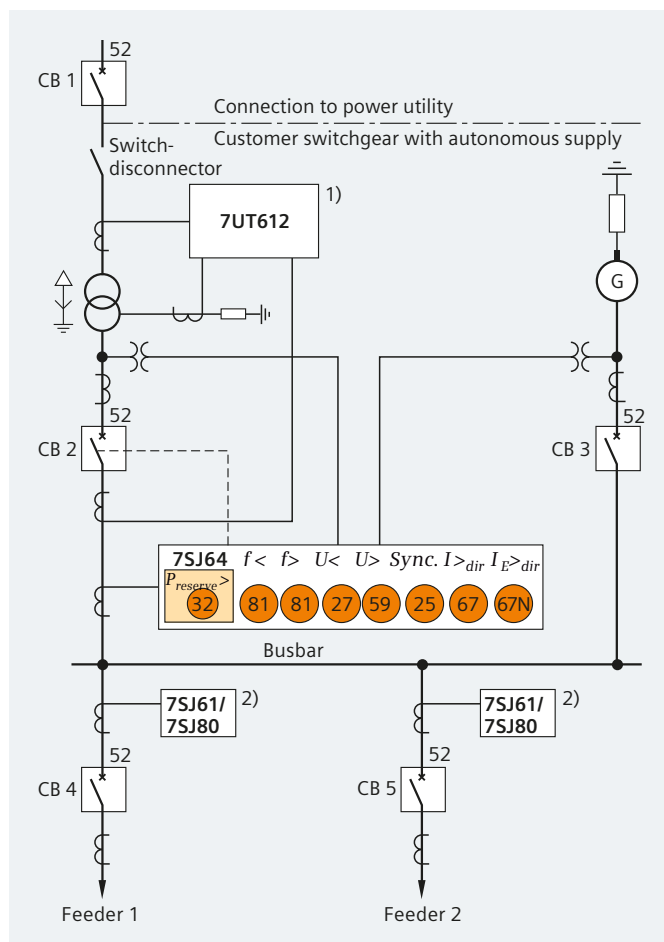 52
CB 1
Connection to power utility
Customer switchgear with autonomous supply
Switch-
disconnector
1)
7UT612
G
52
CB 2
52
CB 3
7SJ64 f< f> U< U> Sync. I>dir IE>dir
Preserve>
32 81 81 27 59 25 67 67N
Busbar
7SJ61/
7SJ80
2)
7SJ61/
7SJ80
2)
52
CB 4
52
CB 5
Feeder 1
Feeder 2